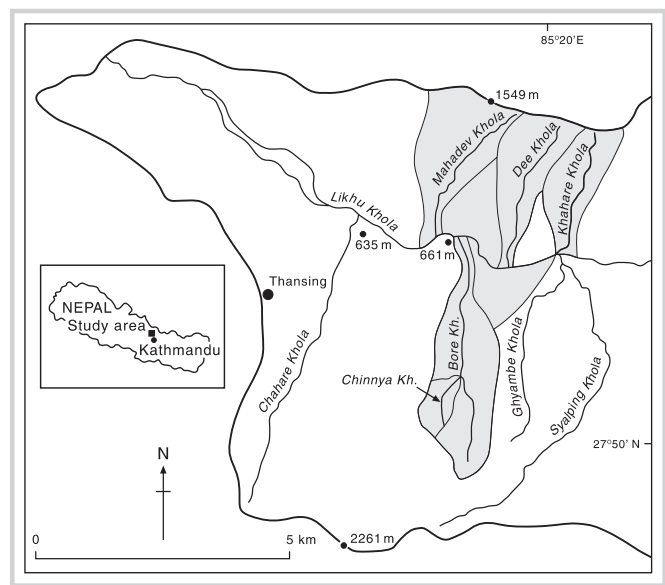 85°20'E
1549 m
Mahadev Khola
Dee Khola
Khahare Khola
Likhu Khola
635 m
661 m
Thansing
NEPAL
Study area
Kathmandu
Chahare Khola
Bore Kh.
Chinnya Kh.
Ghyambe Khola
Syalping Khola
27°50' N
N
0
5 km
2261 m